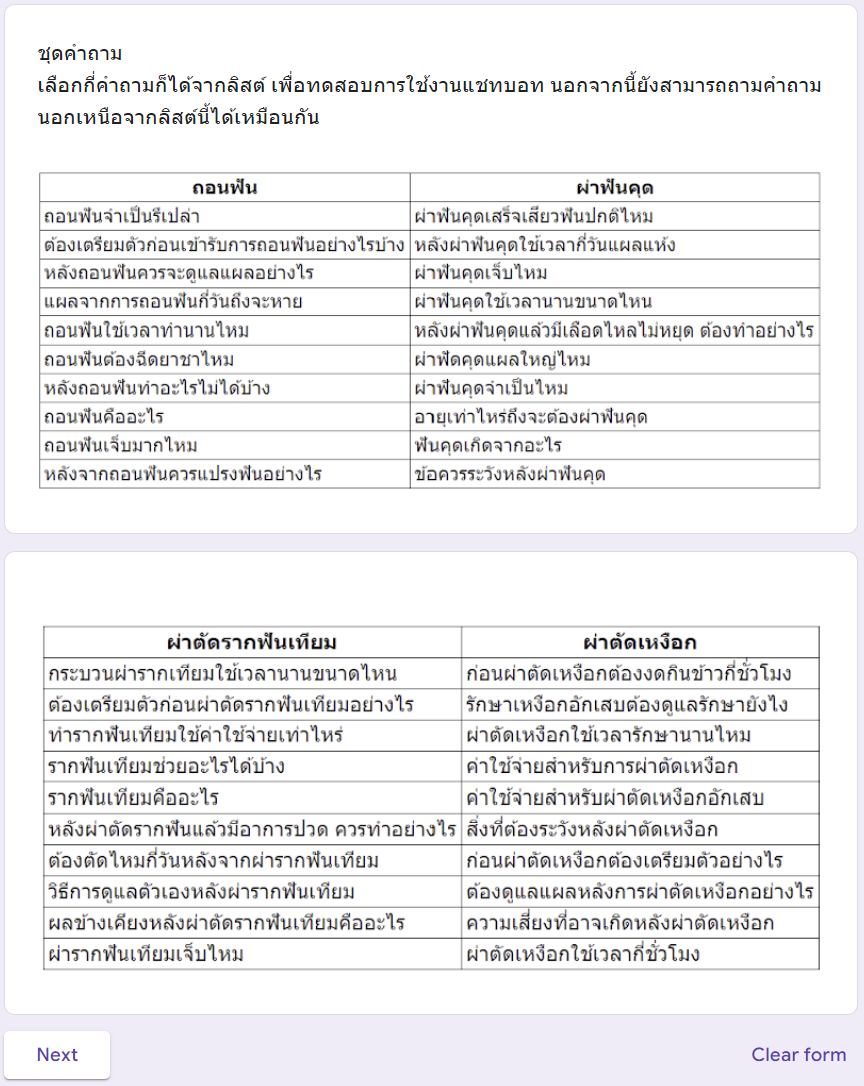 ชุดคำถาม
เลือกกี่คำถามก็ได้จากลิสต์ เพื่อทดสอบการใช้งานแชทบอท นอกจากนี้ยังสามารถถามคำถาม
นอกเหนือจากลิสต์นี้ได้เหมือนกัน
ถอนฟัน ผ่าฟันคุด
ถอนฟันจำเป็นรึเปล่า ผ่าฟันคุดเสร็จเสียวฟันปกติไหม
ต้องเตรียมตัวก่อนเข้ารับการถอนฟันอย่างไรบ้าง หลังผ่าฟันคุดใช้เวลากี่วันแผลแห้ง
หลังถอนฟันควรจะดูแลแผลอย่างไร ผ่าฟันคุดเจ็บไหม
แผลจากการถอนฟันกี่วันถึงจะหาย ผ่าฟันคุดใช้เวลานานขนาดไหน
ถอนฟันใช้เวลาทำนานไหม หลังผ่าฟันคุดแล้วมีเลือดไหลไม่หยุด ต้องทำอย่างไร
ถอนฟันต้องฉีดยาชาไหม ผ่าฟัดคุดแผลใหญ่ไหม
หลังถอนฟันทำอะไรไม่ได้บ้าง ผ่าฟันคุดจำเป็นไหม
ถอนฟันคืออะไร อายุเท่าไหร่ถึงจะต้องผ่าฟันคุด
ถอนฟันเจ็บมากไหม ฟันคุดเกิดจากอะไร
หลังจากถอนฟันควรแปรงฟันอย่างไร ข้อควรระวังหลังผ่าฟันคุด
ผ่าตัดรากฟันเทียม ผ่าตัดเหงือก
กระบวนผ่ารากเทียมใช้เวลานานขนาดไหน ก่อนผ่าตัดเหงือกต้องงดกินข้าวกี่ชั่วโมง
ต้องเตรียมตัวก่อนผ่าตัดรากฟันเทียมอย่างไร รักษาเหงือกอักเสบต้องดูแลรักษายังไง
ทำรากฟันเทียมใช้ค่าใช้จ่ายเท่าไหร่ ผ่าตัดเหงือกใช้เวลารักษานานไหม
รากฟันเทียมช่วยอะไรได้บ้าง ค่าใช้จ่ายสำหรับการผ่าตัดเหงือก
รากฟันเทียมคืออะไร ค่าใช้จ่ายสำหรับผ่าตัดเหงือกอักเสบ
หลังผ่าตัดรากฟันแล้วมีอาการปวด ควรทำอย่างไร สิ่งที่ต้องระวังหลังผ่าตัดเหงือก
ต้องตัดไหมกี่วันหลังจากผ่ารากฟันเทียม ก่อนผ่าตัดเหงือกต้องเตรียมตัวอย่างไร
วิธีการดูแลตัวเองหลังผ่ารากฟันเทียม ต้องดูแลแผลหลังการผ่าตัดเหงือกอย่างไร
ผลข้างเคียงหลังผ่าตัดรากฟันเทียมคืออะไร ความเสี่ยงที่อาจเกิดหลังผ่าตัดเหงือก
ผ่ารากฟันเทียมเจ็บไหม ผ่าตัดเหงือกใช้เวลากี่ชั่วโมง
Next Clear form